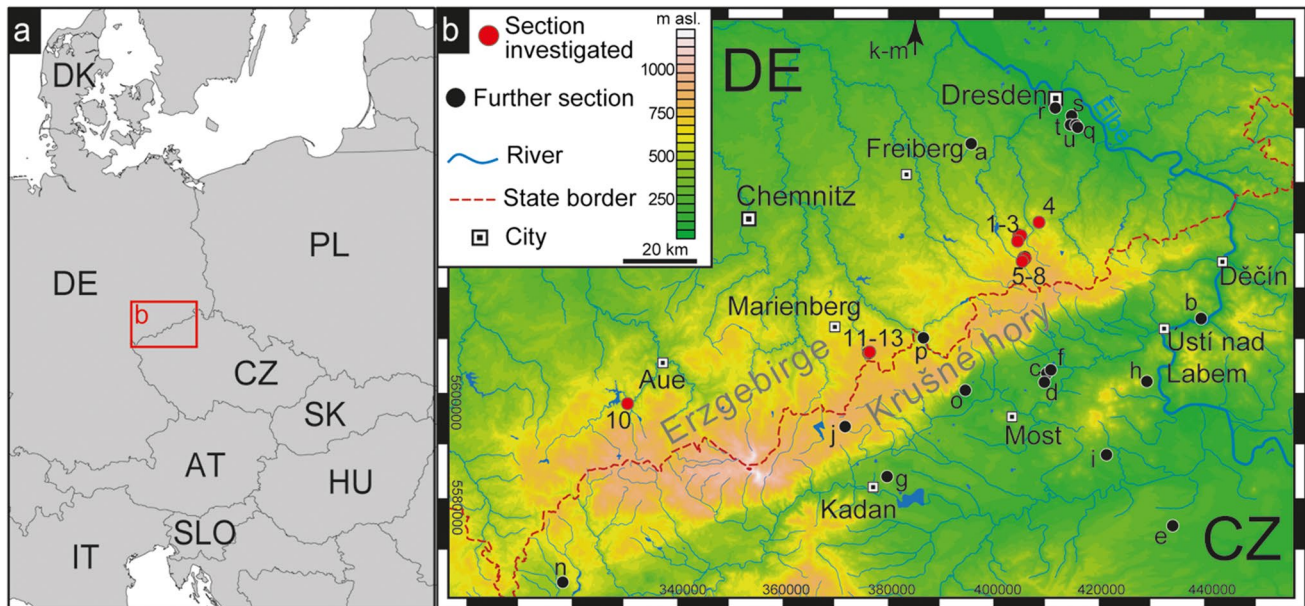 a
DK
DE
PL
b
CZ
SK
AT
HU
SLO
IT
b
Section
investigated
Further section
River
State border
City
m asl.
1000
750
500
250
20 km
k-m
DE
Dresden
Elbe
r
s
t
q
u
Freiberg
a
Chemnitz
1-3
4
5-8
Děčín
Marienberg
11-13
p
b
Ústí nad
Labem
Aue
10
Erzgebirge
Krušné hory
c
f
d
h
o
Most
j
i
g
Kadan
e
CZ
n
5600000
5580000
340000
360000
380000
400000
420000
440000